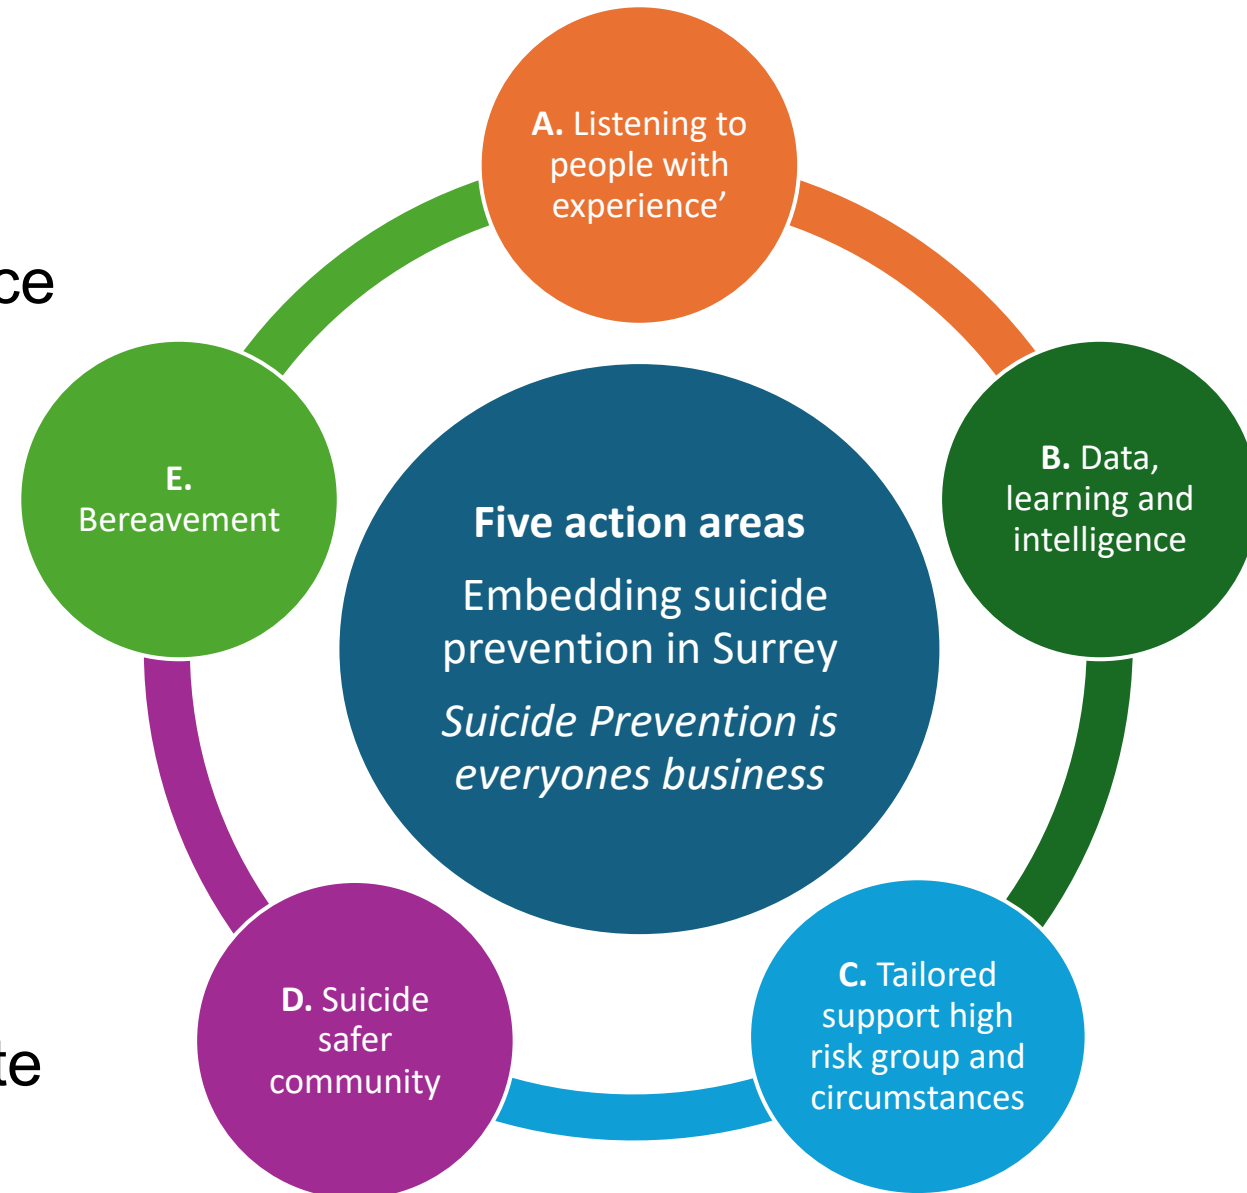 A. Listening to
people with
experience’
ce
B. Data,
learning and
intelligence
E.
Bereavement
Five action areas
Embedding suicide
prevention in Surrey
Suicide Prevention is
everyones business
C. Tailored
support high
risk group and
circumstances
D. Suicide
safer
community
te